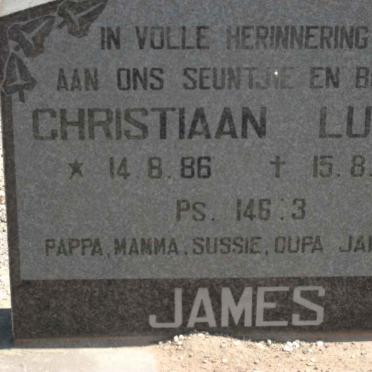 IN VOLLE HERINNERING
AAN ONS SEUNTJIE EN B
CHRISTIAAN LU
* 14.8.86 † 15.8.
PS. 146:3
PAPPA, MAMMA, SUSSIE, OUPA JA
JAMES